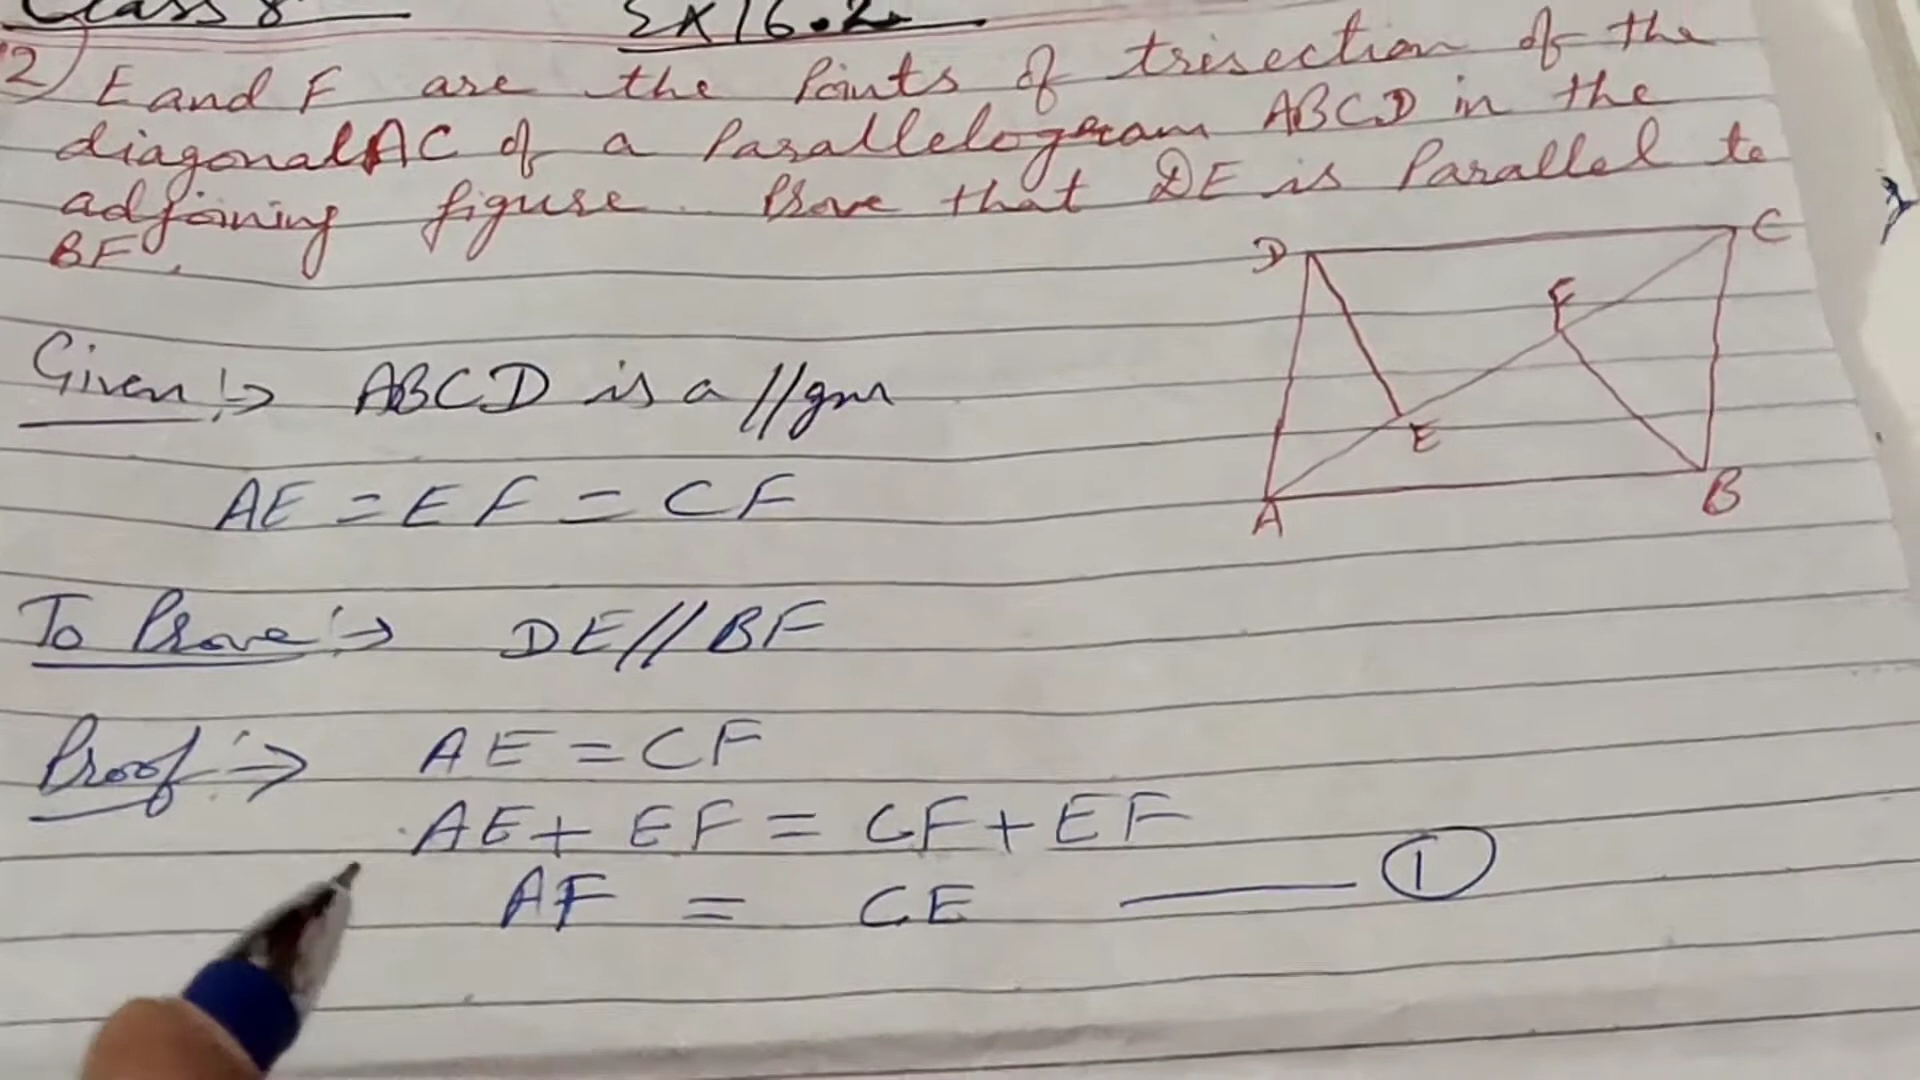 Class 8
Ex 16.2
2) E and F are the Points of trisection of the
diagonal AC of a Parallelogram ABCD in the
adjoining figure. Prove that DE is Parallel to
BF.
D
C
F
E
A
B
Given :→ ABCD is a //gm
AE = EF = CF
To Prove :→ DE // BF
Proof :→ AE = CF
AE + EF = CF + EF
AF = CE —— 1